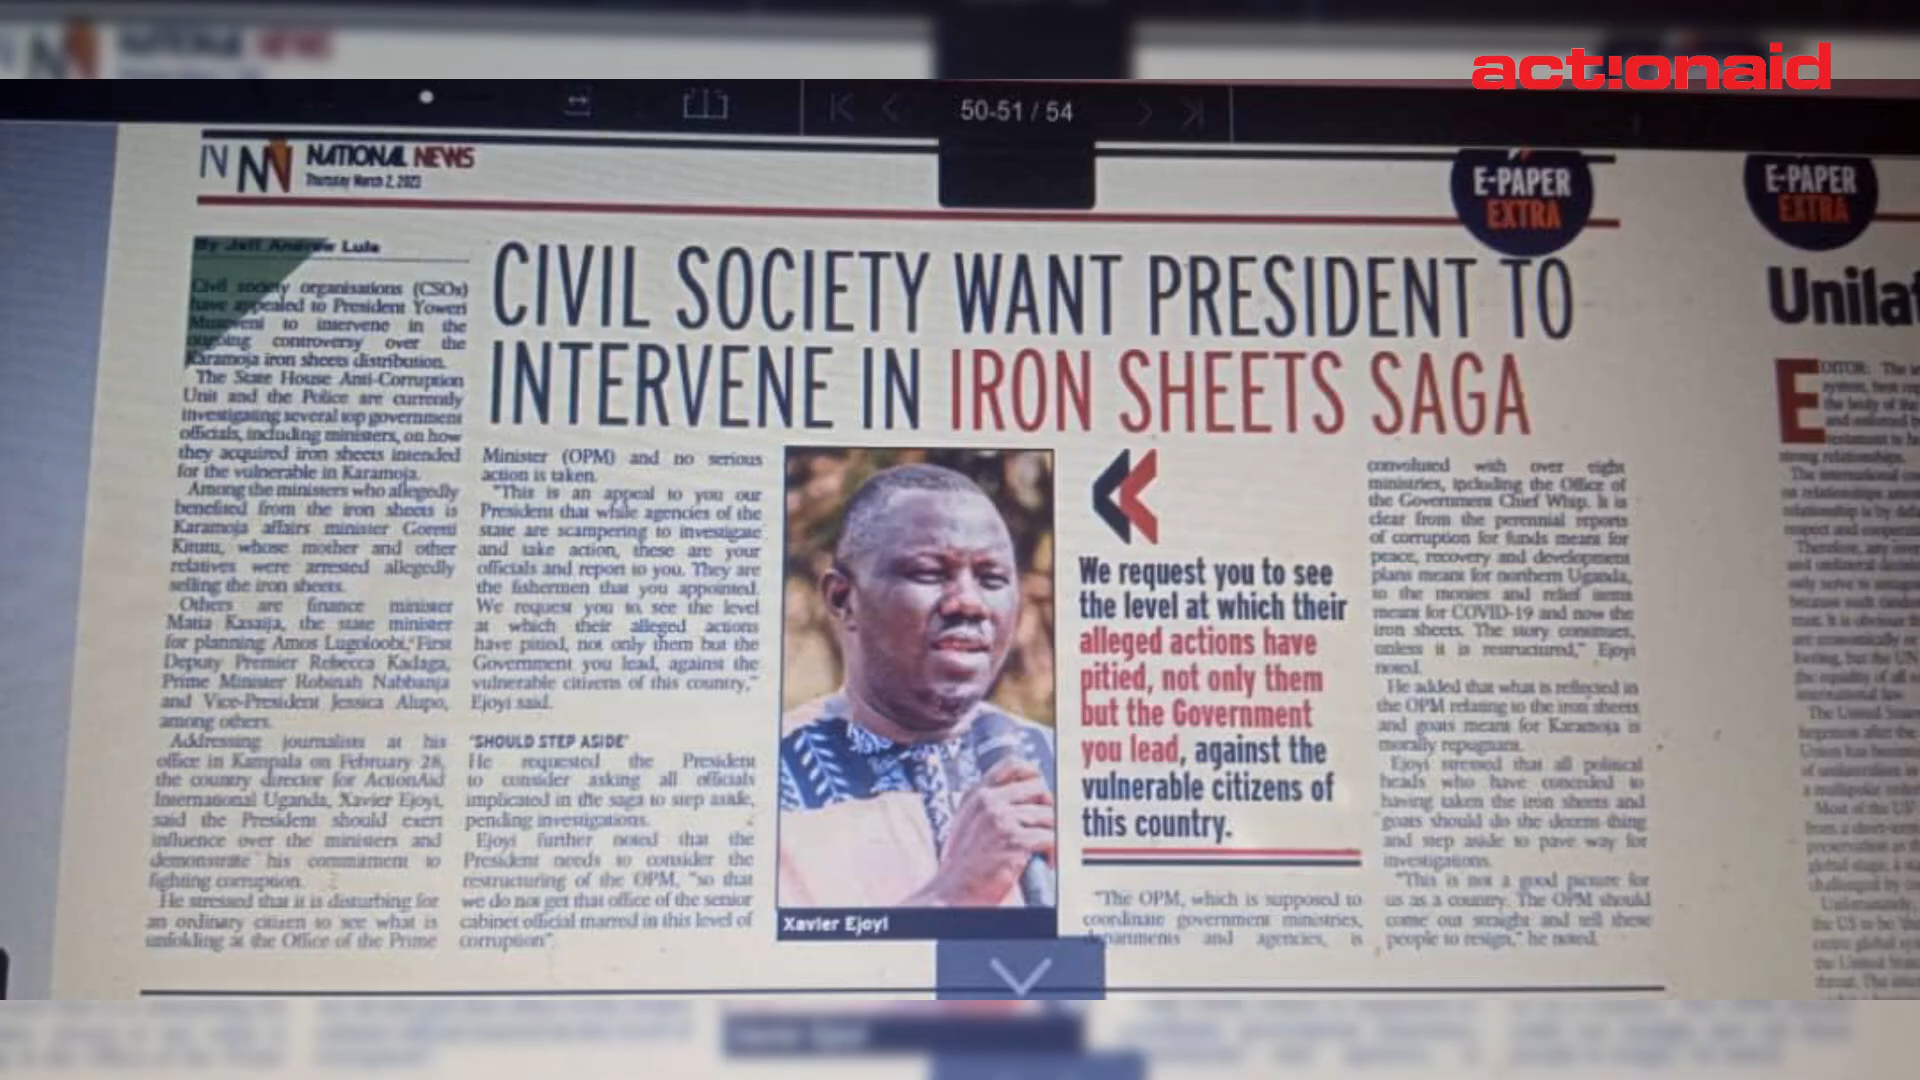 act!onaid
50-51 / 54
NATIONAL NEWS
Thursday March 2, 2023
E-PAPER
EXTRA
E-PAPER
EXTRA
By Jeff Andrew Lule
CIVIL SOCIETY WANT PRESIDENT TO
INTERVENE IN IRON SHEETS SAGA
Civil society organisations (CSOs)
have appealed to President Yoweri
Museveni to intervene in the
ongoing controversy over the
Karamoja iron sheets distribution.
The State House Anti-Corruption
Unit and the Police are currently
investigating several top government
officials, including ministers, on how
they acquired iron sheets intended
for the vulnerable in Karamoja.
Among the ministers who allegedly
benefited from the iron sheets is
Karamoja affairs minister Goretti
Kitutu, whose mother and other
relatives were arrested allegedly
selling the iron sheets.
Others are finance minister
Matia Kasaija, the state minister
for planning Amos Lugoloobi, First
Deputy Premier Rebecca Kadaga,
Prime Minister Robinah Nabbanja
and Vice-President Jessica Alupo,
among others.
Addressing journalists at his
office in Kampala on February 28,
the country director for ActionAid
International Uganda, Xavier Ejoyi,
said the President should exert
influence over the ministers and
demonstrate his commitment to
fighting corruption.
He stressed that it is disturbing for
an ordinary citizen to see what is
unfolding at the Office of the Prime
Minister (OPM) and no serious
action is taken.
"This is an appeal to you our
President that while agencies of the
state are scampering to investigate
and take action, these are your
officials and report to you. They are
the fishermen that you appointed.
We request you to see the level
at which their alleged actions
have pitied, not only them but the
Government you lead, against the
vulnerable citizens of this country,"
Ejoyi said.
"SHOULD STEP ASIDE"
He requested the President
to consider asking all officials
implicated in the saga to step aside,
pending investigations.
Ejoyi further noted that the
President needs to consider the
restructuring of the OPM, "so that
we do not get that office of the senior
cabinet official marred in this level of
corruption".
Xavier Ejoyi
We request you to see
the level at which their
alleged actions have
pitied, not only them
but the Government
you lead, against the
vulnerable citizens of
this country.
"The OPM, which is supposed to
coordinate government ministries,
departments and agencies, is
convoluted with over eight
ministries, including the Office of
the Government Chief Whip. It is
clear from the perennial reports
of corruption for funds meant for
peace, recovery and development
plans meant for northern Uganda,
to the monies and relief items
meant for COVID-19 and now the
iron sheets. The story continues,
unless it is restructured," Ejoyi
noted.
He added that what is reflected in
the OPM relating to the iron sheets
and goats meant for Karamoja is
morally repugnant.
Ejoyi stressed that all political
heads who have conceded to
having taken the iron sheets and
goats should do the decent thing
and step aside to pave way for
investigations.
"This is not a good picture for
us as a country. The OPM should
come out straight and tell these
people to resign," he noted.
Unila